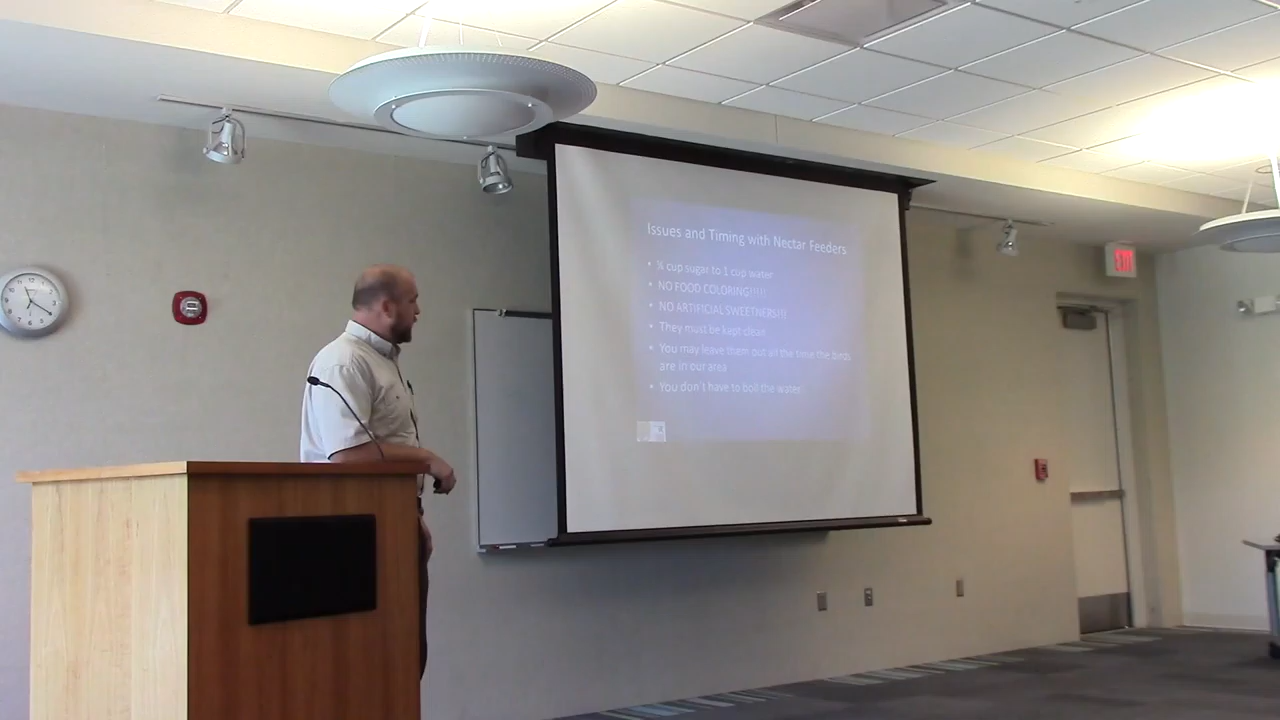 Issues and Timing with Nectar Feeders
• ¼ cup sugar to 1 cup water
• NO FOOD COLORING!!!!!
• NO ARTIFICIAL SWEETNERS!!!
• They must be kept clean
• You may leave them out all the time the birds
are in our area
• You don't have to boil the water
EXIT